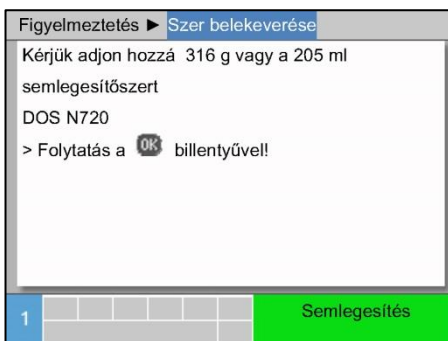 Figyelmeztetés ► Szer belekeverése
Kérjük adjon hozzá 316 g vagy a 205 ml
semlegesítőszert
DOS N720
> Folytatás a OK billentyűvel!
1 Semlegesítés